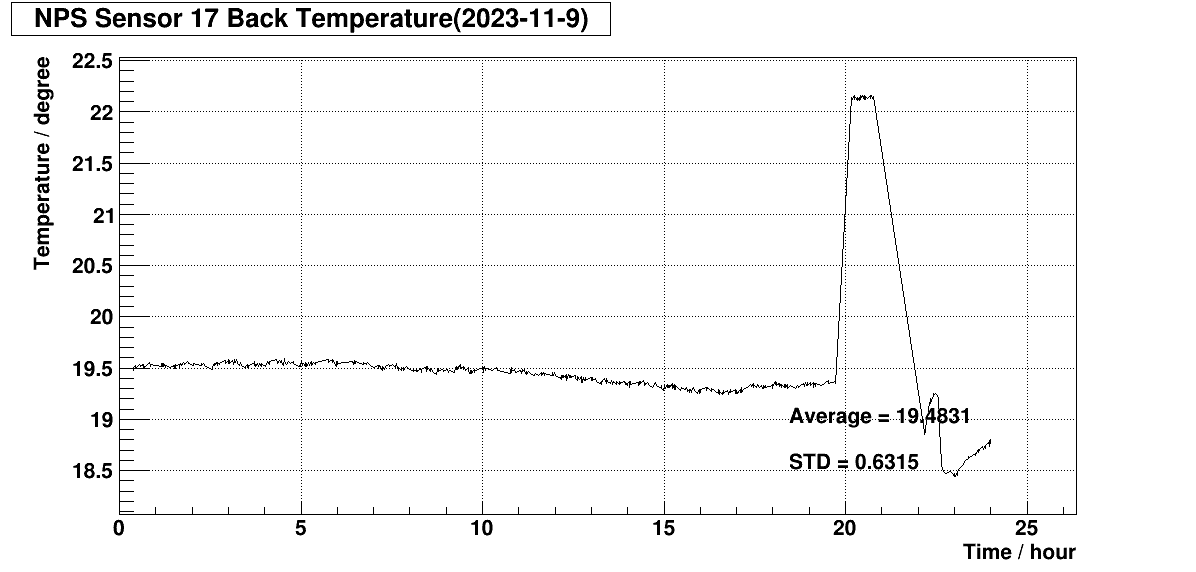 NPS Sensor 17 Back Temperature(2023-11-9)
Temperature / degree
22.5
22
21.5
21
20.5
20
19.5
19
18.5
Average = 19.4831
STD = 0.6315
0 5 10 15 20 25
Time / hour